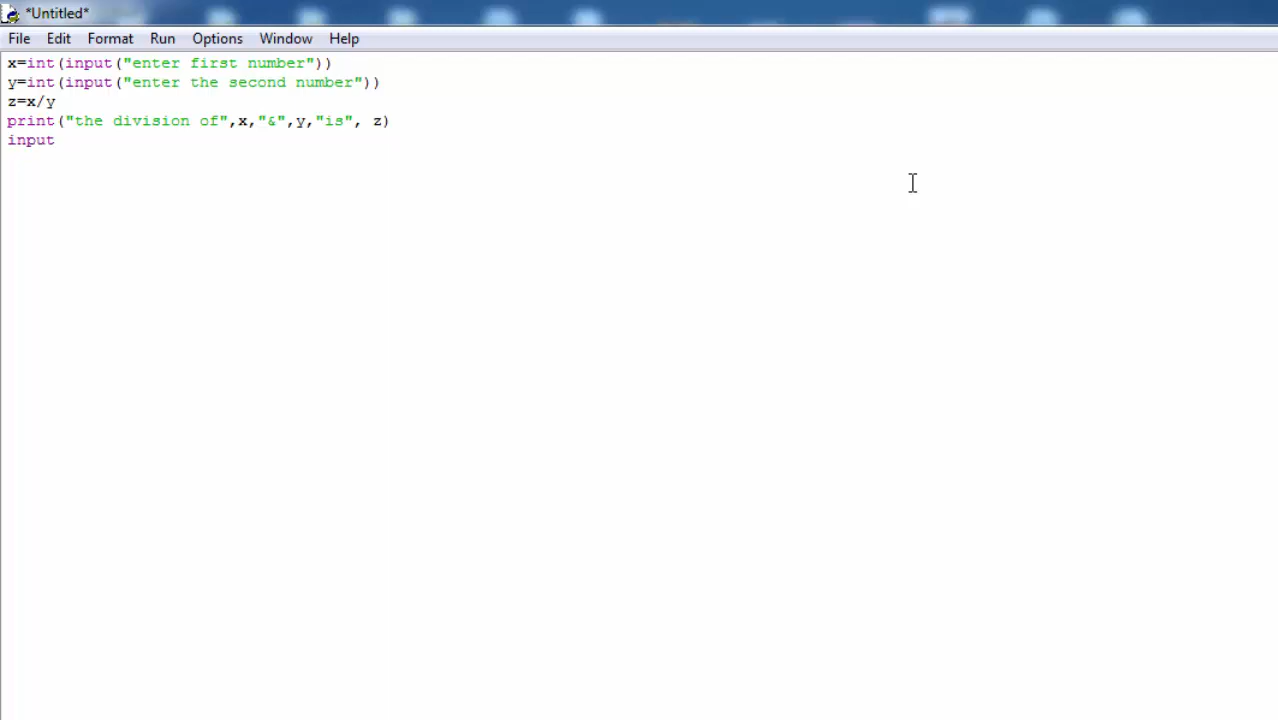 *Untitled*
File Edit Format Run Options Window Help
x=int(input("enter first number"))
y=int(input("enter the second number"))
z=x/y
print("the division of",x,"&",y,"is", z)
input